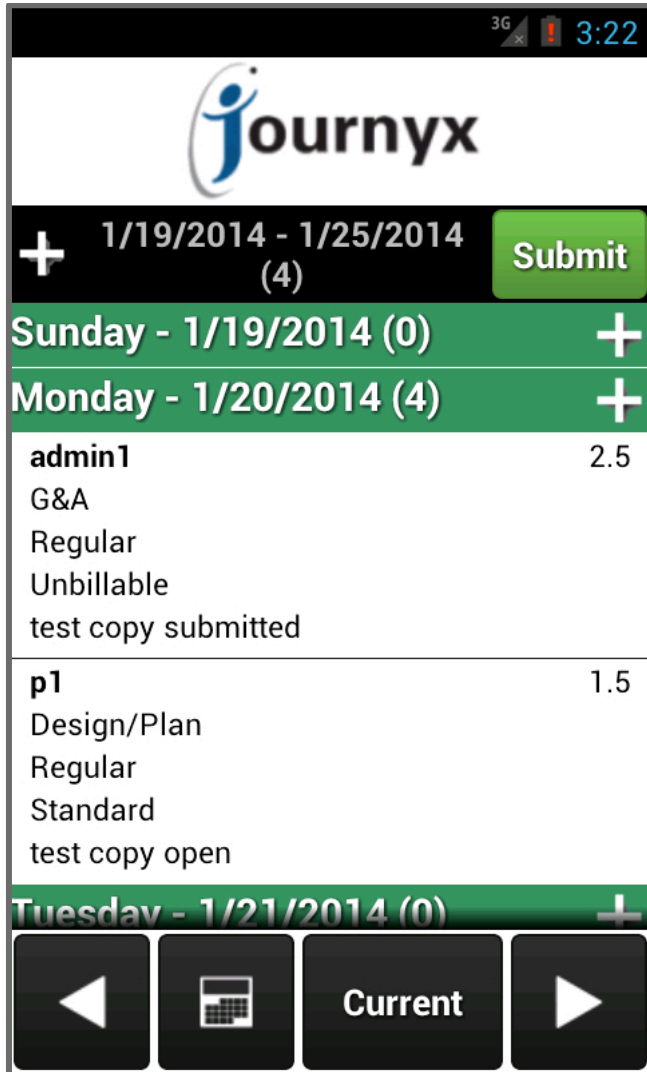 3G
3:22
journyx
1/19/2014 - 1/25/2014
(4)
Submit
Sunday - 1/19/2014 (0)
Monday - 1/20/2014 (4)
admin1 2.5
G&A
Regular
Unbillable
test copy submitted
p1 1.5
Design/Plan
Regular
Standard
test copy open
Tuesday - 1/21/2014 (0)
Current